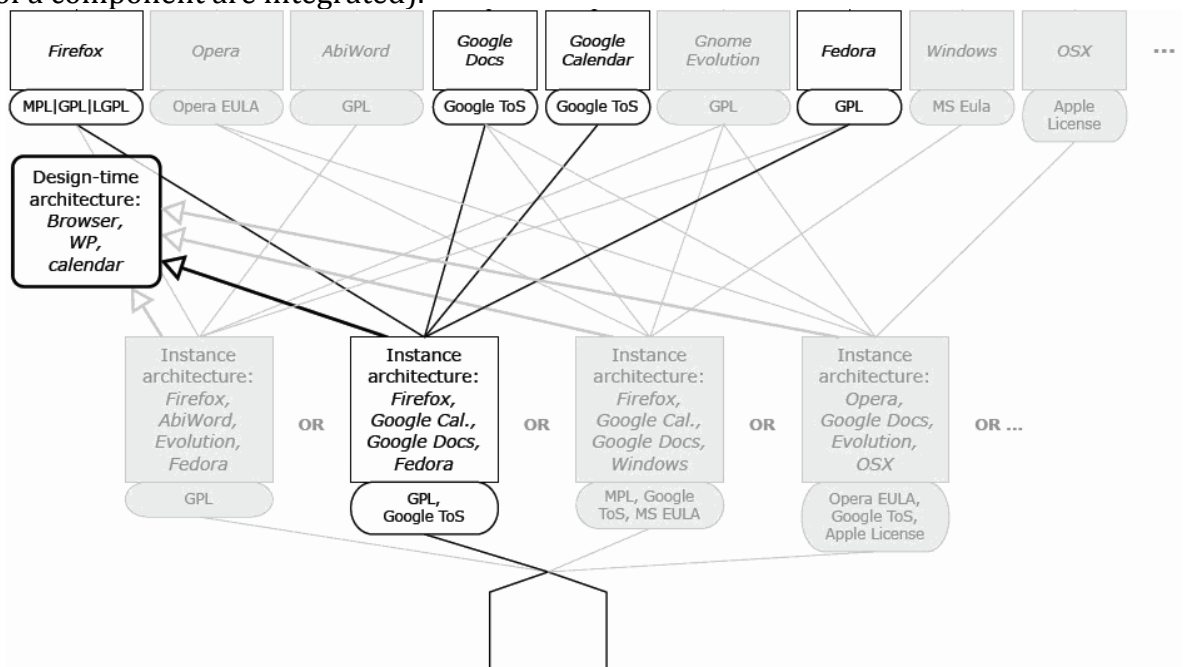 of a component are integrated).
Firefox
Opera
AbiWord
Google
Docs
Google
Calendar
Gnome
Evolution
Fedora
Windows
OSX
...
MPL|GPL|LGPL
Opera EULA
GPL
Google ToS
Google ToS
GPL
GPL
MS Eula
Apple
License
Design-time
architecture:
Browser,
WP,
calendar
Instance
architecture:
Firefox,
AbiWord,
Evolution,
Fedora
GPL
OR
Instance
architecture:
Firefox,
Google Cal.,
Google Docs,
Fedora
GPL,
Google ToS
OR
Instance
architecture:
Firefox,
Google Cal.,
Google Docs,
Windows
MPL, Google
ToS, MS EULA
OR
Instance
architecture:
Opera,
Google Docs,
Evolution,
OSX
Opera EULA,
Google ToS,
Apple License
OR ...